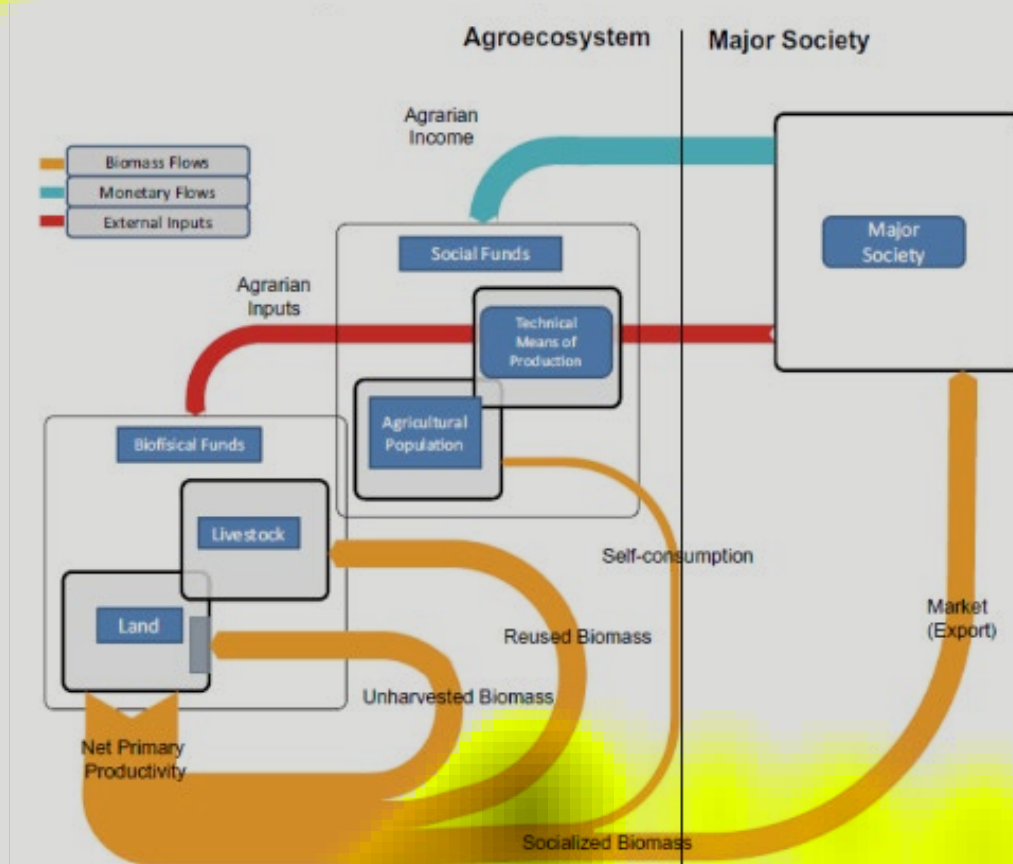 Agroecosystem
Major Society
Agrarian
Income
Biomass Flows
Monetary Flows
External Inputs
Major
Society
Social Funds
Agrarian
Inputs
Technical
Means of
Production
Agricultural
Population
Biofisical Funds
Livestock
Self-consumption
Land
Market
(Export)
Reused Biomass
Unharvested Biomass
Net Primary
Productivity
Socialized Biomass